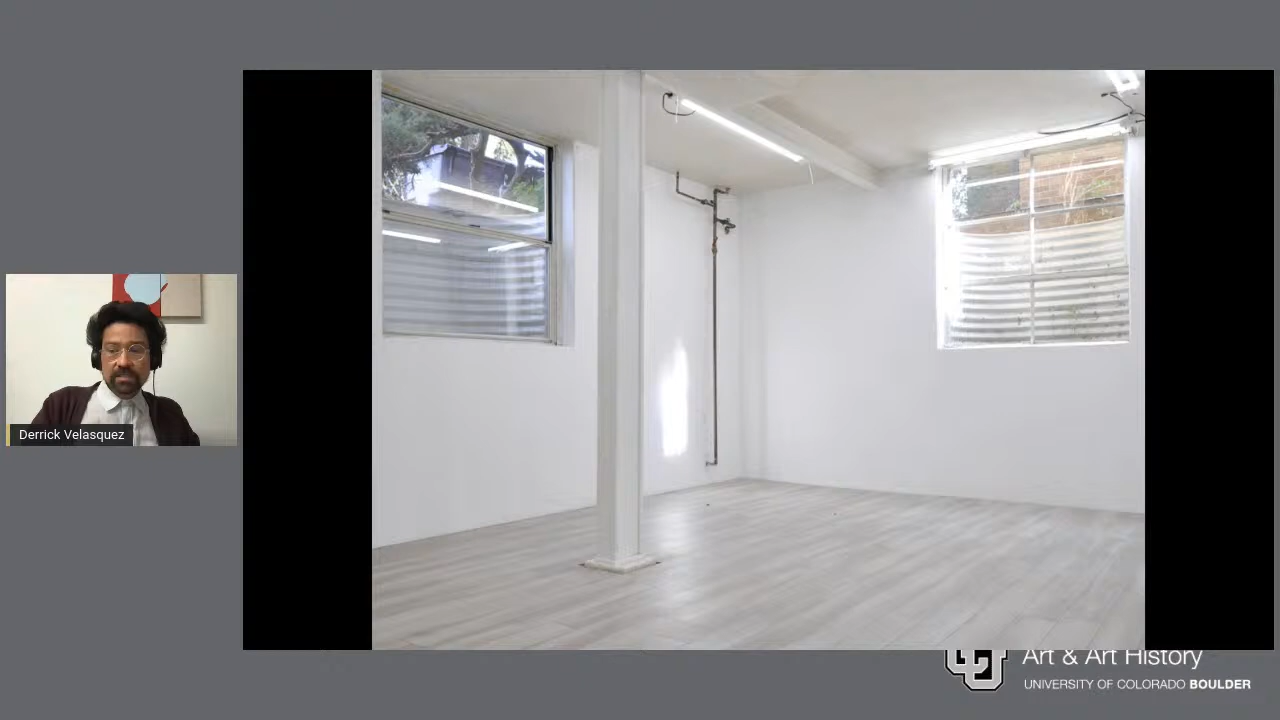 Derrick Velasquez
Art & Art History
UNIVERSITY OF COLORADO BOULDER